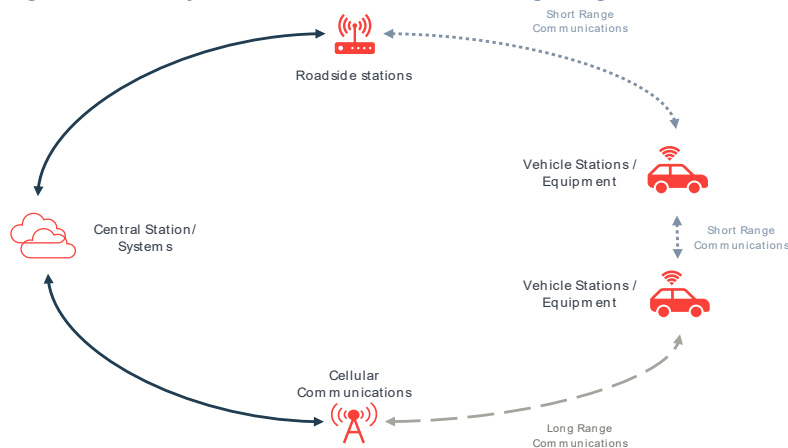 Short Range
Communications
Roadside stations
Vehicle Stations /
Equipment
Central Station/
Systems
Short Range
Communications
Vehicle Stations /
Equipment
Cellular
Communications
Long Range
Communications